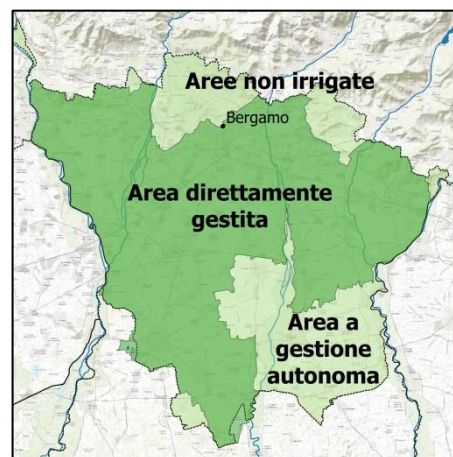 Aree non irrigate
Bergamo
Area direttamente
gestita
Area a
gestione
autonoma